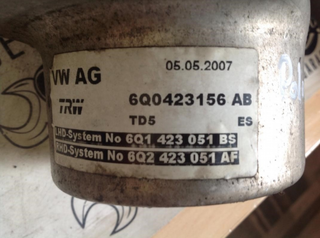 VW AG 05.05.2007
TRW 6Q0423156 AB
TD5 ES
LHD-System No 6Q1 423 051 BS
RHD-System No 6Q2 423 051 AF